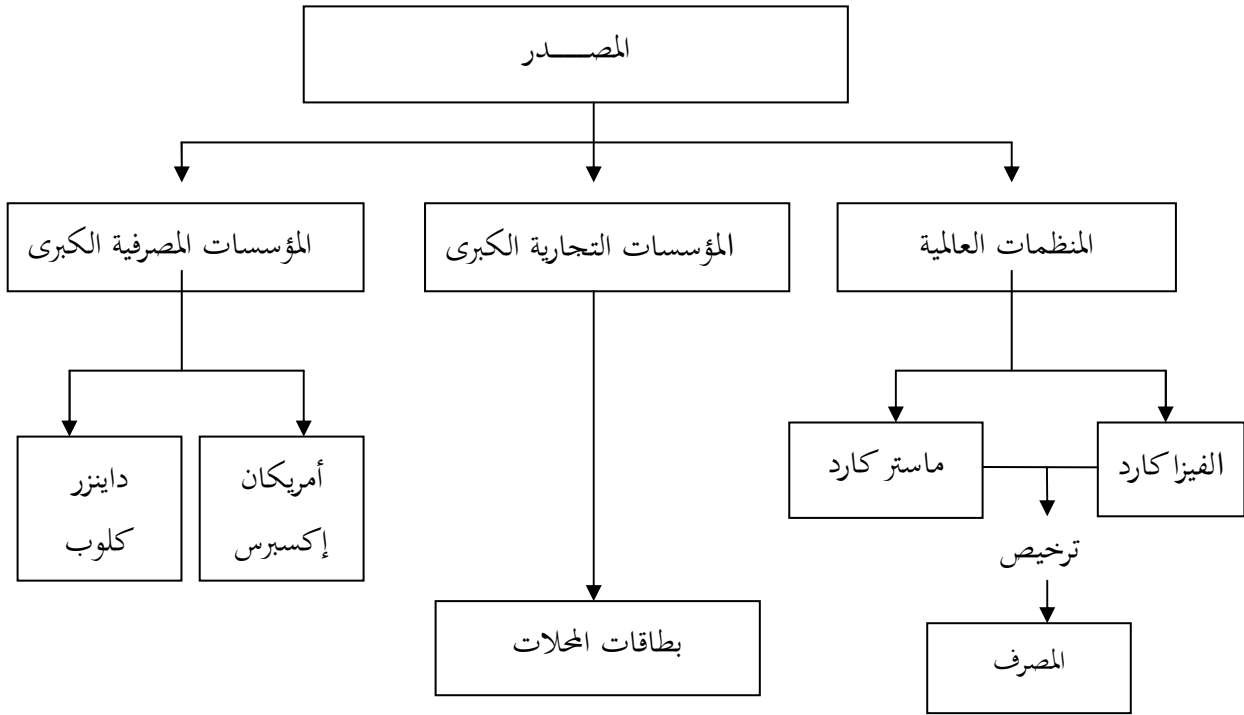 المصـــــدر
المنظمات العالمية
المؤسسات التجارية الكبرى
المؤسسات المصرفية الكبرى
الفيزا كارد
ماستر كارد
أمريكان
إكسبرس
داينزر
كلوب
ترخيص
بطاقات المحلات
المصرف